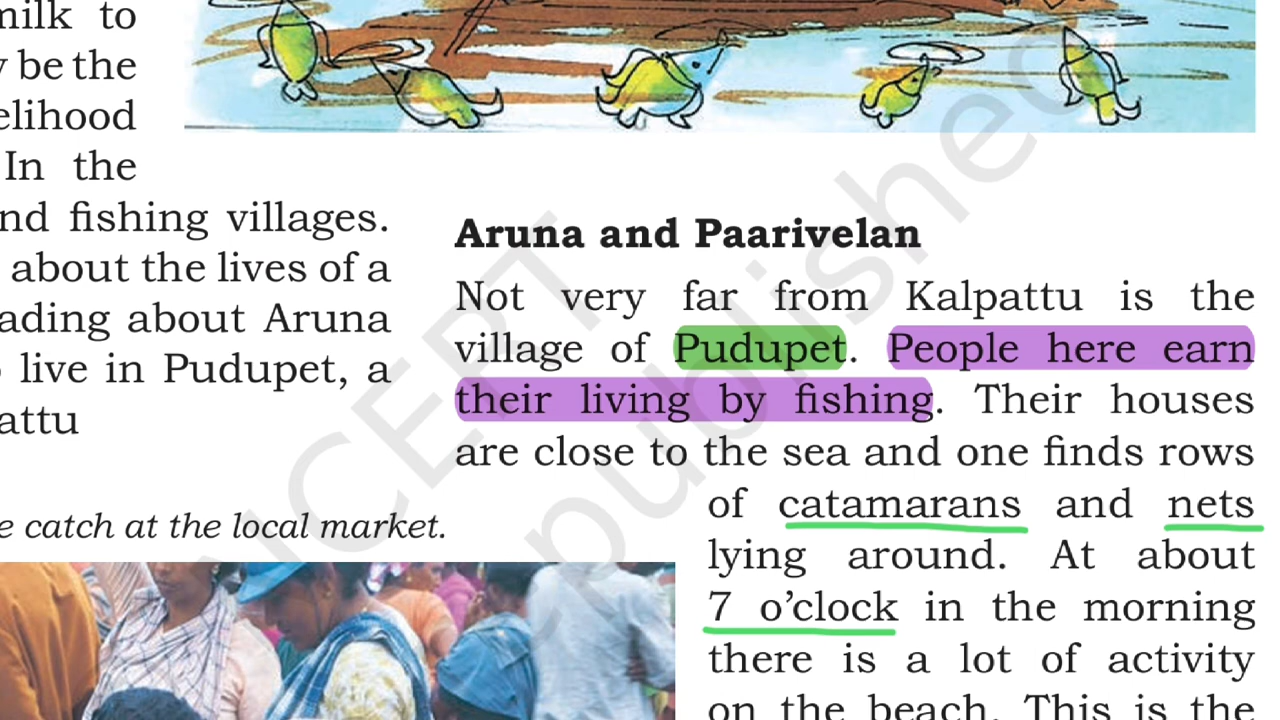 milk to
be the
In the
fishing villages.
about the lives of a
about Aruna
live in Pudupet, a
catch at the local market.
Aruna and Paarivelan
Not very far from Kalpattu is the
village of Pudupet. People here earn
their living by fishing. Their houses
are close to the sea and one finds rows
of catamarans and nets
lying around. At about
7 o’clock in the morning
there is a lot of activity
on the beach. This is the
NCERT